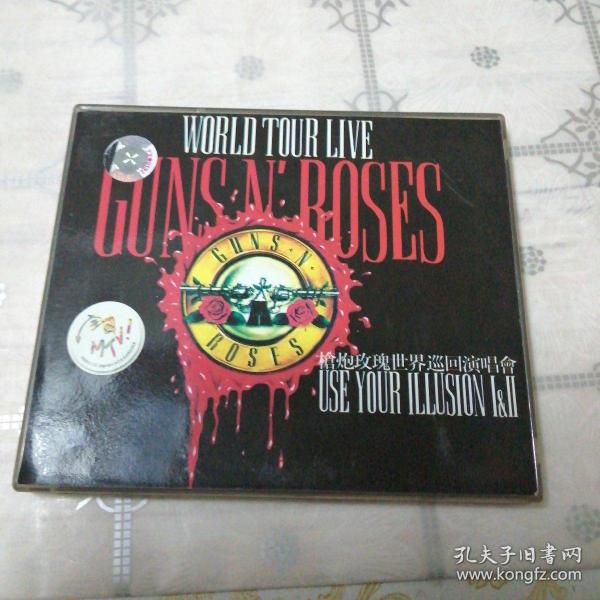 WORLD TOUR LIVE
GUNS N' ROSES
GUNS · N ·
ROSES
槍炮玫瑰世界巡回演唱會
USE YOUR ILLUSION I&II
MTV
孔夫子旧书网
www.kongfz.com